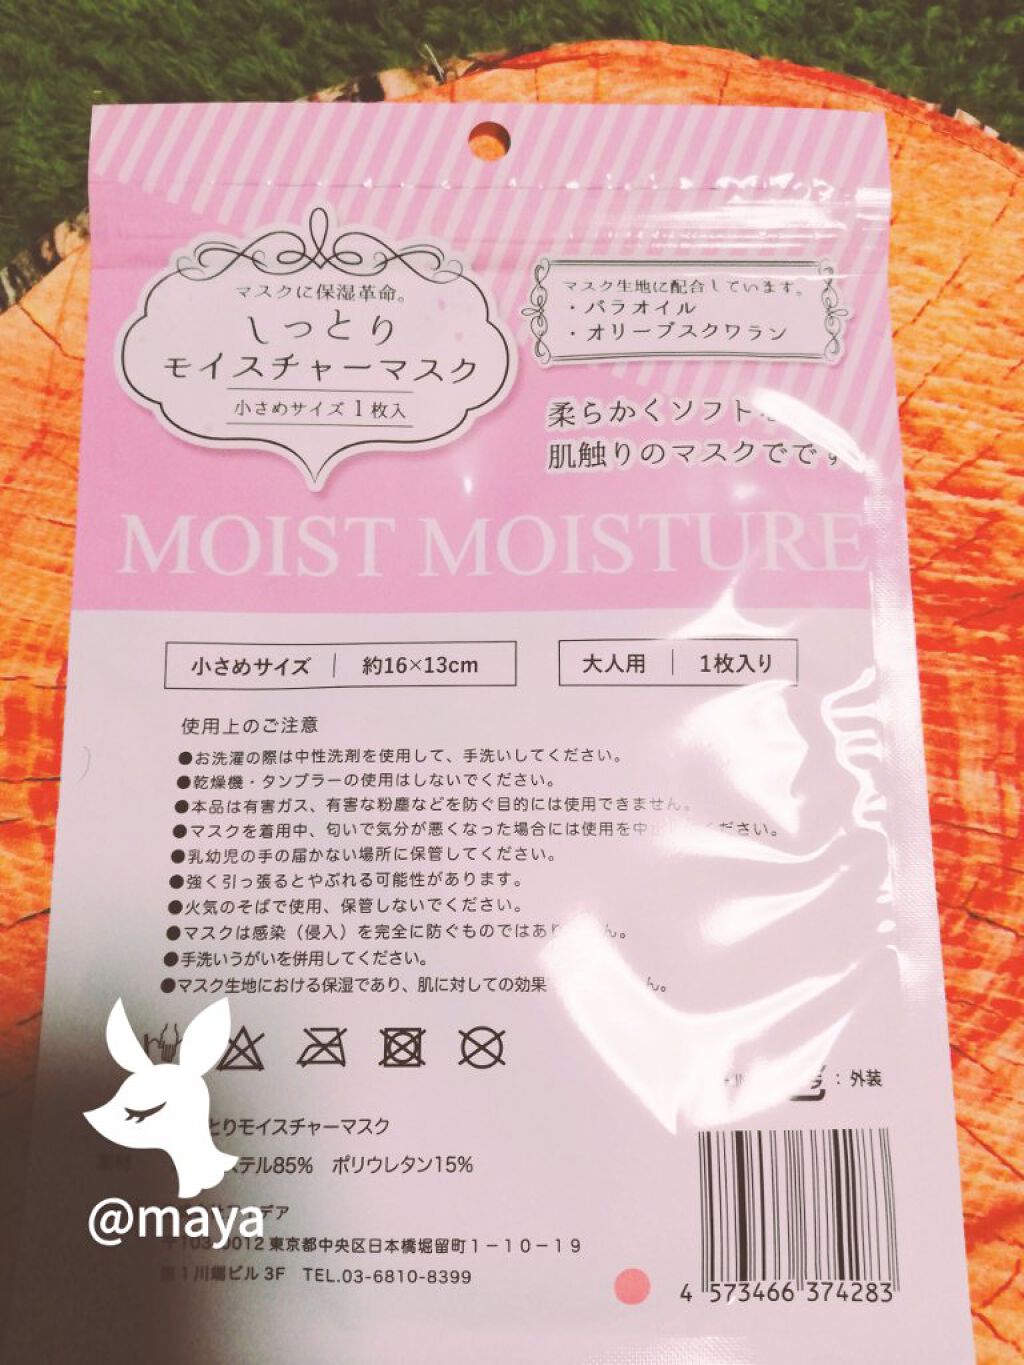 マスクに保湿革命。
しっとり
モイスチャーマスク
小さめサイズ 1枚入
マスク生地に配合しています。
・バラオイル
・オリーブスクワラン
柔らかくソフト
肌触りのマスクでです
MOIST MOISTURE
小さめサイズ 約16×13cm
大人用 1枚入り
使用上のご注意
●お洗濯の際は中性洗剤を使用して、手洗いしてください。
●乾燥機・タンブラーの使用はしないでください。
●本品は有害ガス、有害な粉塵などを防ぐ目的には使用できません。
●マスクを着用中、匂いで気分が悪くなった場合には使用を中止 ください。
●乳幼児の手の届かない場所に保管してください。
●強く引っ張るとやぶれる可能性があります。
●火気のそばで使用、保管しないでください。
●マスクは感染（侵入）を完全に防ぐものではあり ん。
●手洗いうがいを併用してください。
●マスク生地における保湿であり、肌に対しての効果 ん。
：外装
とりモイスチャーマスク
ステル85% ポリウレタン15%
デア
〒103-0012 東京都中央区日本橋堀留町1-10-19
第1川端ビル3F TEL.03-6810-8399
4 573466 374283
@maya